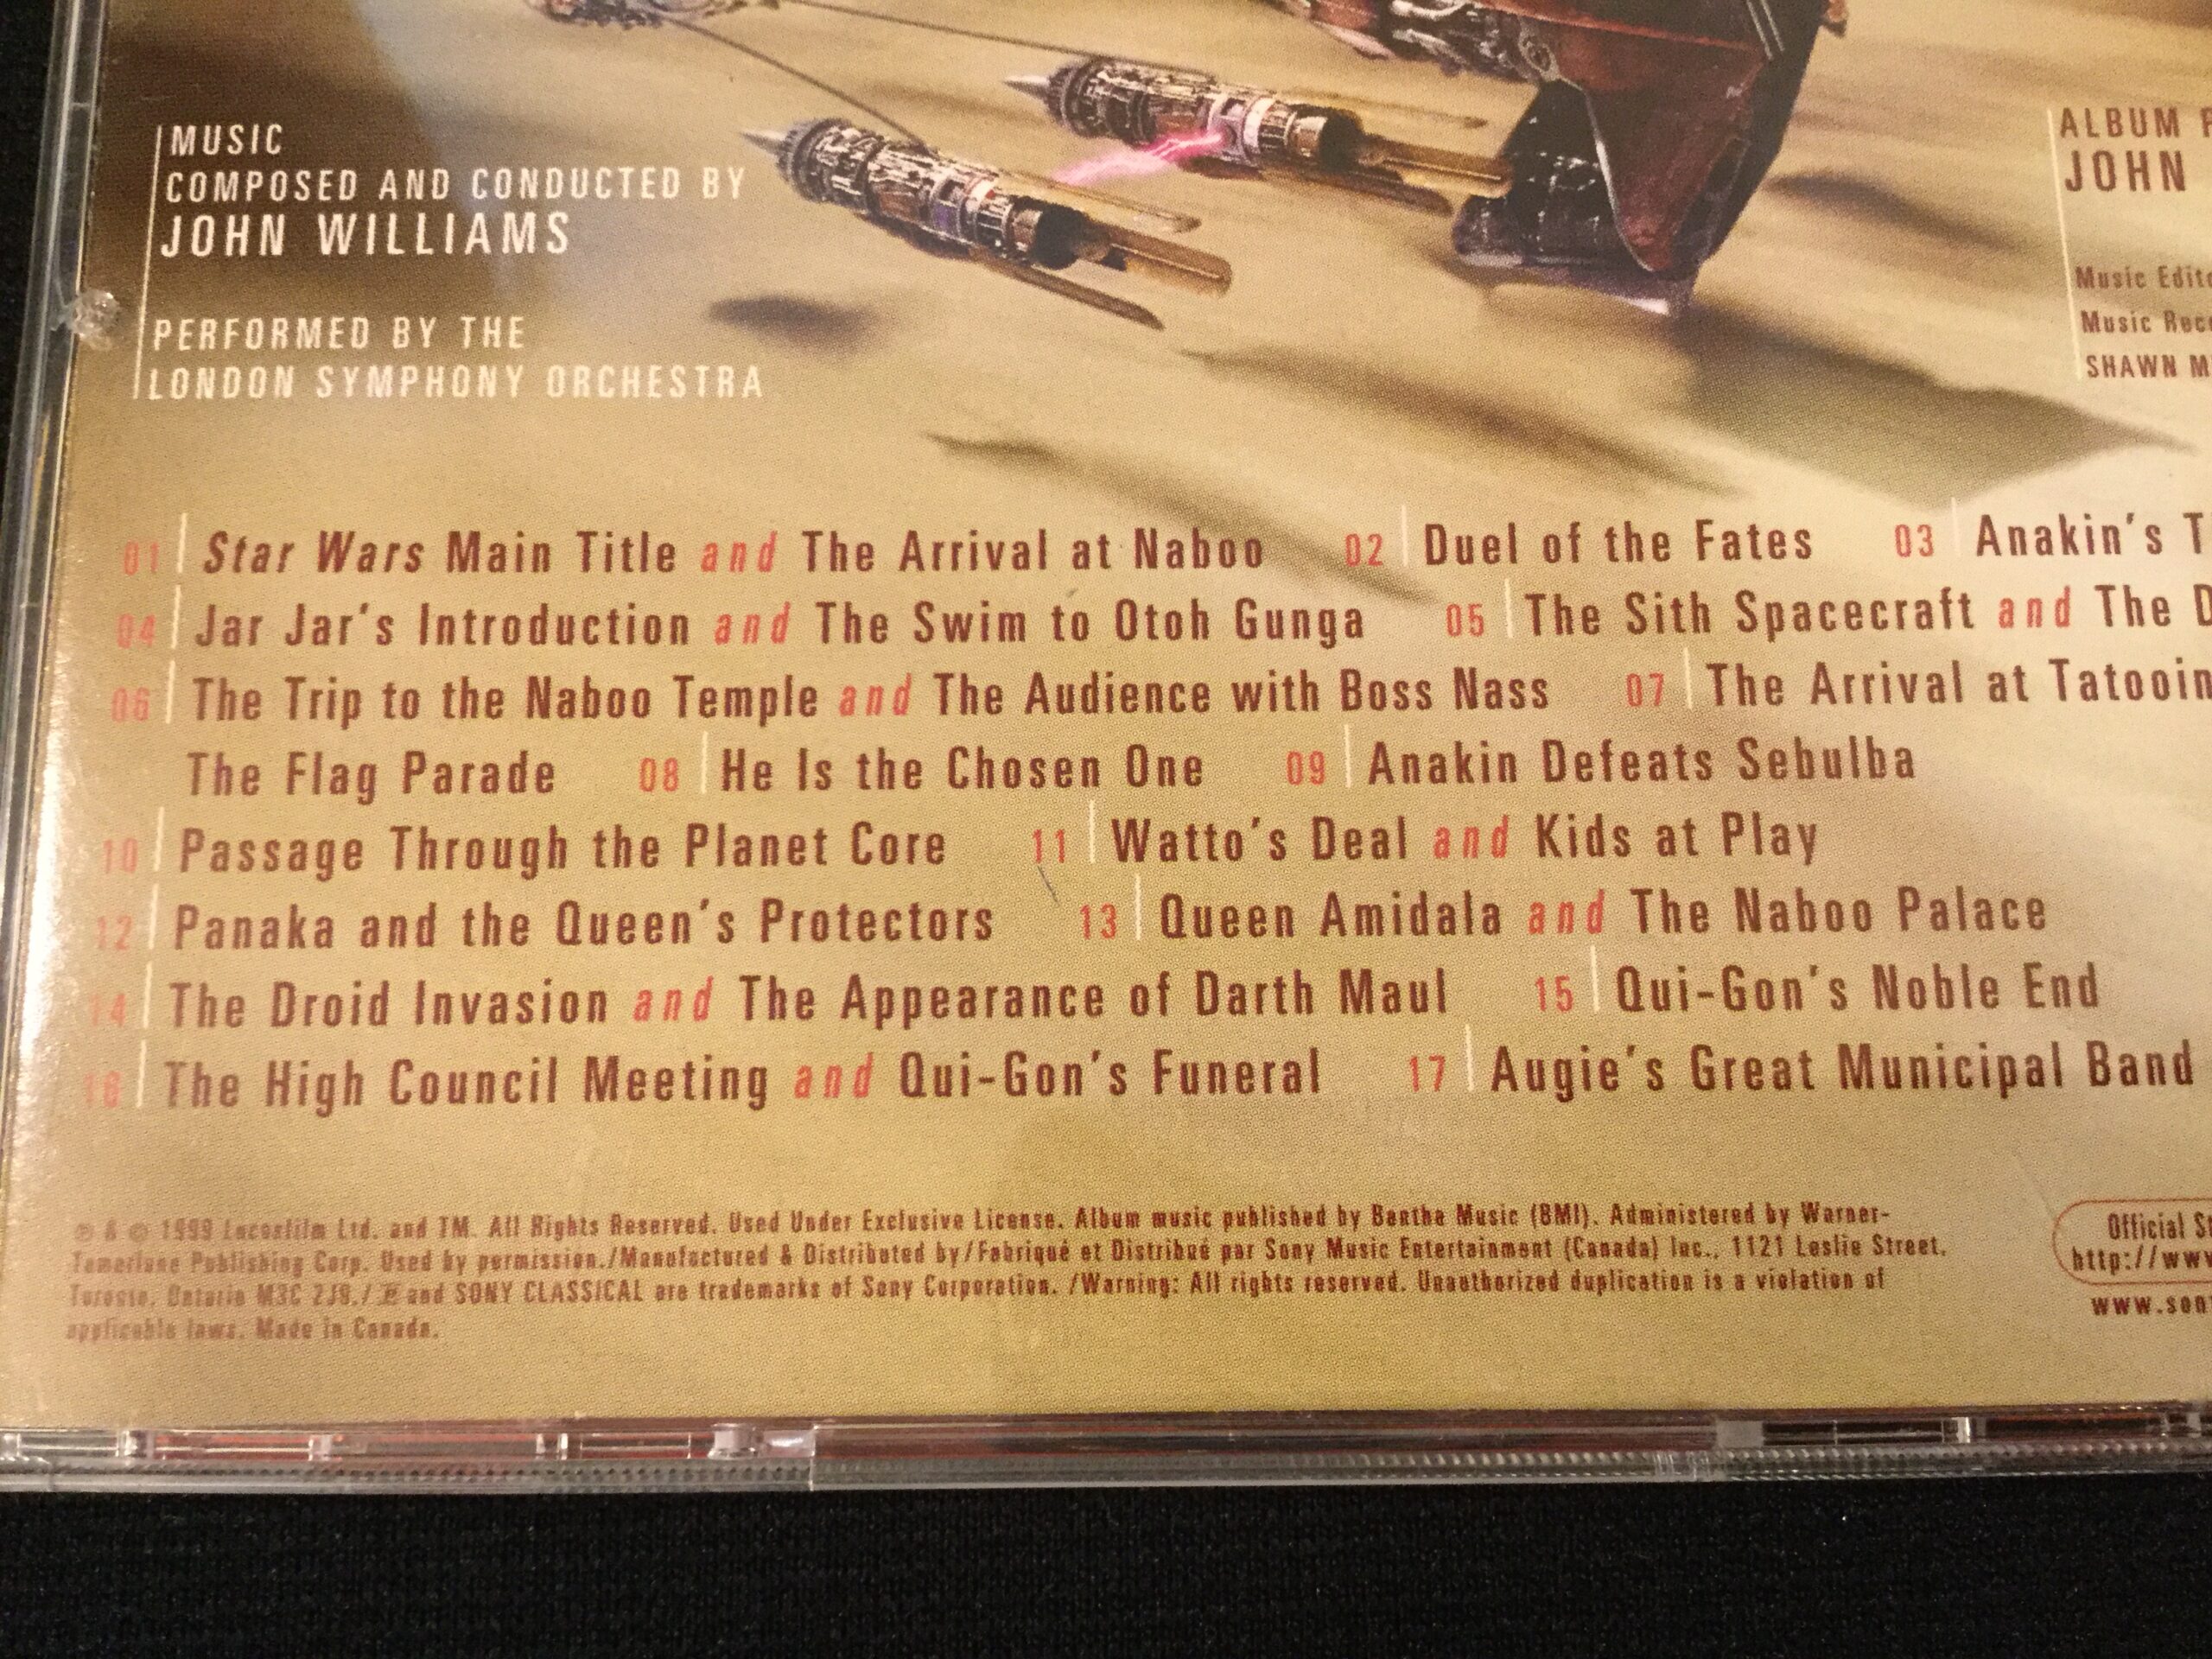 MUSIC
COMPOSED AND CONDUCTED BY
JOHN WILLIAMS
PERFORMED BY THE
LONDON SYMPHONY ORCHESTRA
ALBUM
JOHN
Music
Music
SHAWN
01 Star Wars Main Title and The Arrival at Naboo 02 Duel of the Fates 03 Anakin's
04 Jar Jar's Introduction and The Swim to Otoh Gunga 05 The Sith Spacecraft and The
06 The Trip to the Naboo Temple and The Audience with Boss Nass 07 The Arrival at Tatooin
The Flag Parade 08 He Is the Chosen One 09 Anakin Defeats Sebulba
10 Passage Through the Planet Core 11 Watto's Deal and Kids at Play
12 Panaka and the Queen's Protectors 13 Queen Amidala and The Naboo Palace
14 The Droid Invasion and The Appearance of Darth Maul 15 Qui-Gon's Noble End
16 The High Council Meeting and Qui-Gon's Funeral 17 Augie's Great Municipal Band
℗ & © 1999 Lucasfilm Ltd. and TM. All Rights Reserved. Used Under Exclusive License. Album music published by Bantha Music (BMI). Administered by Warner-
Tamerlane Publishing Corp. Used by permission./Manufactured & Distributed by/Fabriqué et Distribué par Sony Music Entertainment (Canada) Inc., 1121 Leslie Street,
Toronto, Ontario M3C 2J9./ and SONY CLASSICAL are trademarks of Sony Corporation. /Warning: All rights reserved. Unauthorized duplication is a violation of
applicable laws. Made in Canada.
Official
http://www
www.son